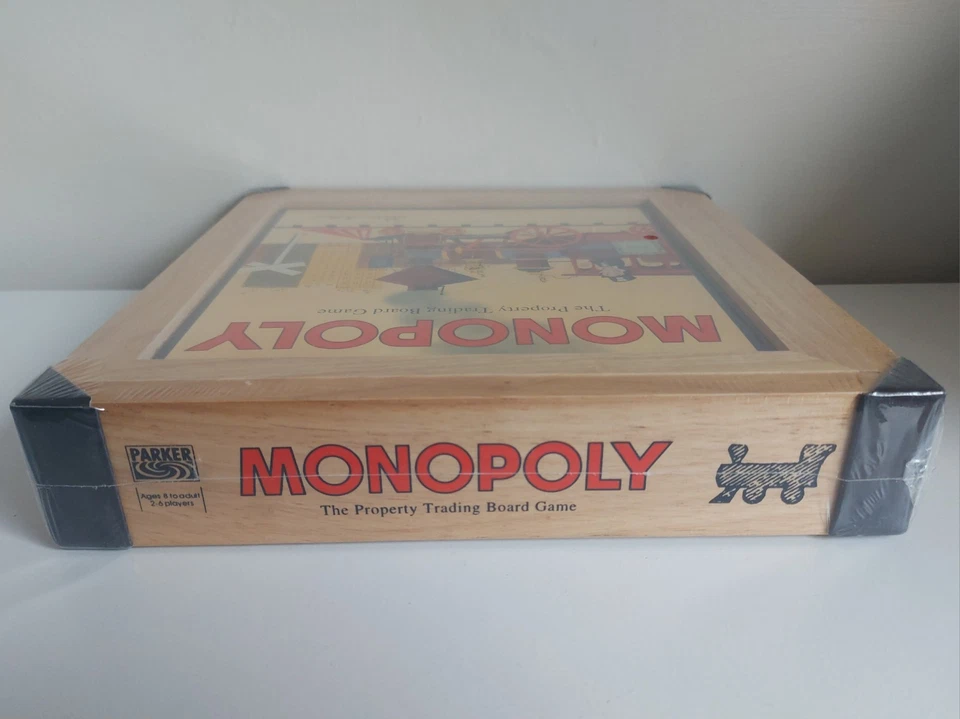 The Property Trading Board Game
MONOPOLY
PARKER
Ages 8 to adult
2-6 players
MONOPOLY
The Property Trading Board Game